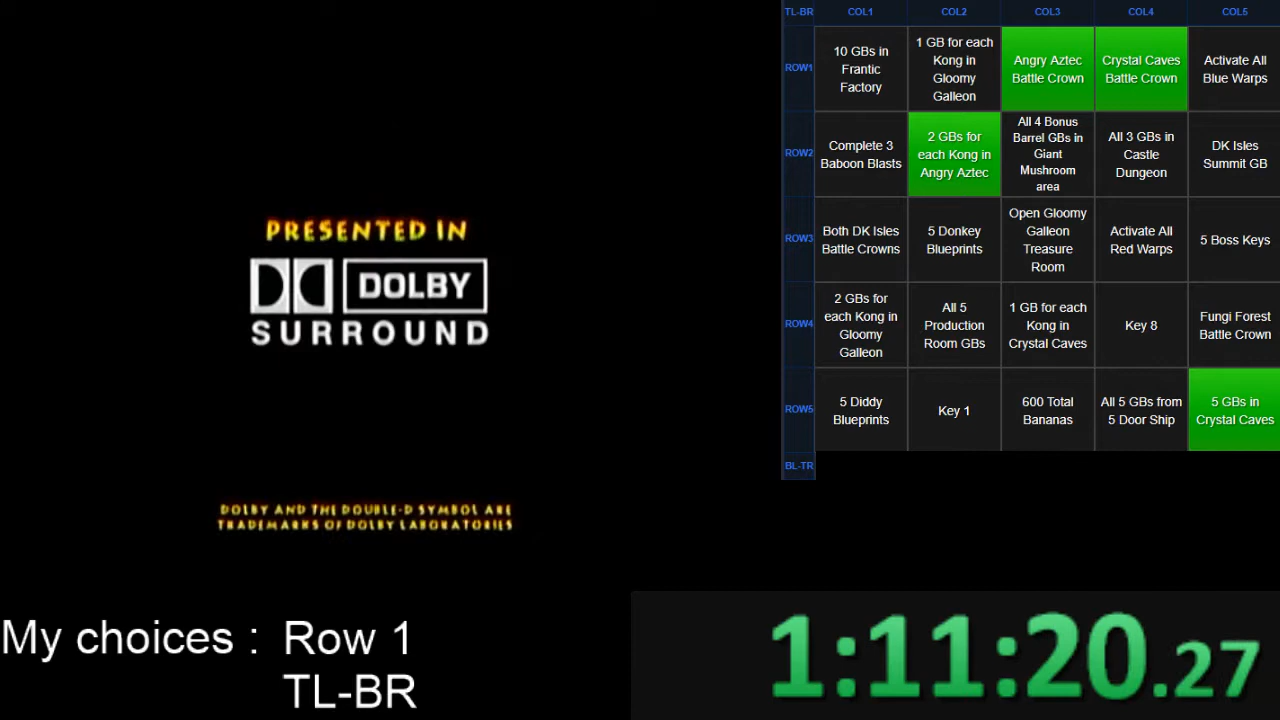 TL-BR COL1 COL2 COL3 COL4 COL5
ROW1
10 GBs in
Frantic
Factory
1 GB for each
Kong in
Gloomy
Galleon
Angry Aztec
Battle Crown
Crystal Caves
Battle Crown
Activate All
Blue Warps
ROW2
Complete 3
Baboon Blasts
2 GBs for
each Kong in
Angry Aztec
All 4 Bonus
Barrel GBs in
Giant
Mushroom
area
All 3 GBs in
Castle
Dungeon
DK Isles
Summit GB
ROW3
Both DK Isles
Battle Crowns
5 Donkey
Blueprints
Open Gloomy
Galleon
Treasure
Room
Activate All
Red Warps
5 Boss Keys
ROW4
2 GBs for
each Kong in
Gloomy
Galleon
All 5
Production
Room GBs
1 GB for each
Kong in
Crystal Caves
Key 8
Fungi Forest
Battle Crown
ROW5
5 Diddy
Blueprints
Key 1
600 Total
Bananas
All 5 GBs from
5 Door Ship
5 GBs in
Crystal Caves
BL-TR
PRESENTED IN
DOLBY
SURROUND
DOLBY AND THE DOUBLE-D SYMBOL ARE
TRADEMARKS OF DOLBY LABORATORIES
My choices : Row 1
TL-BR
1:11:20.27